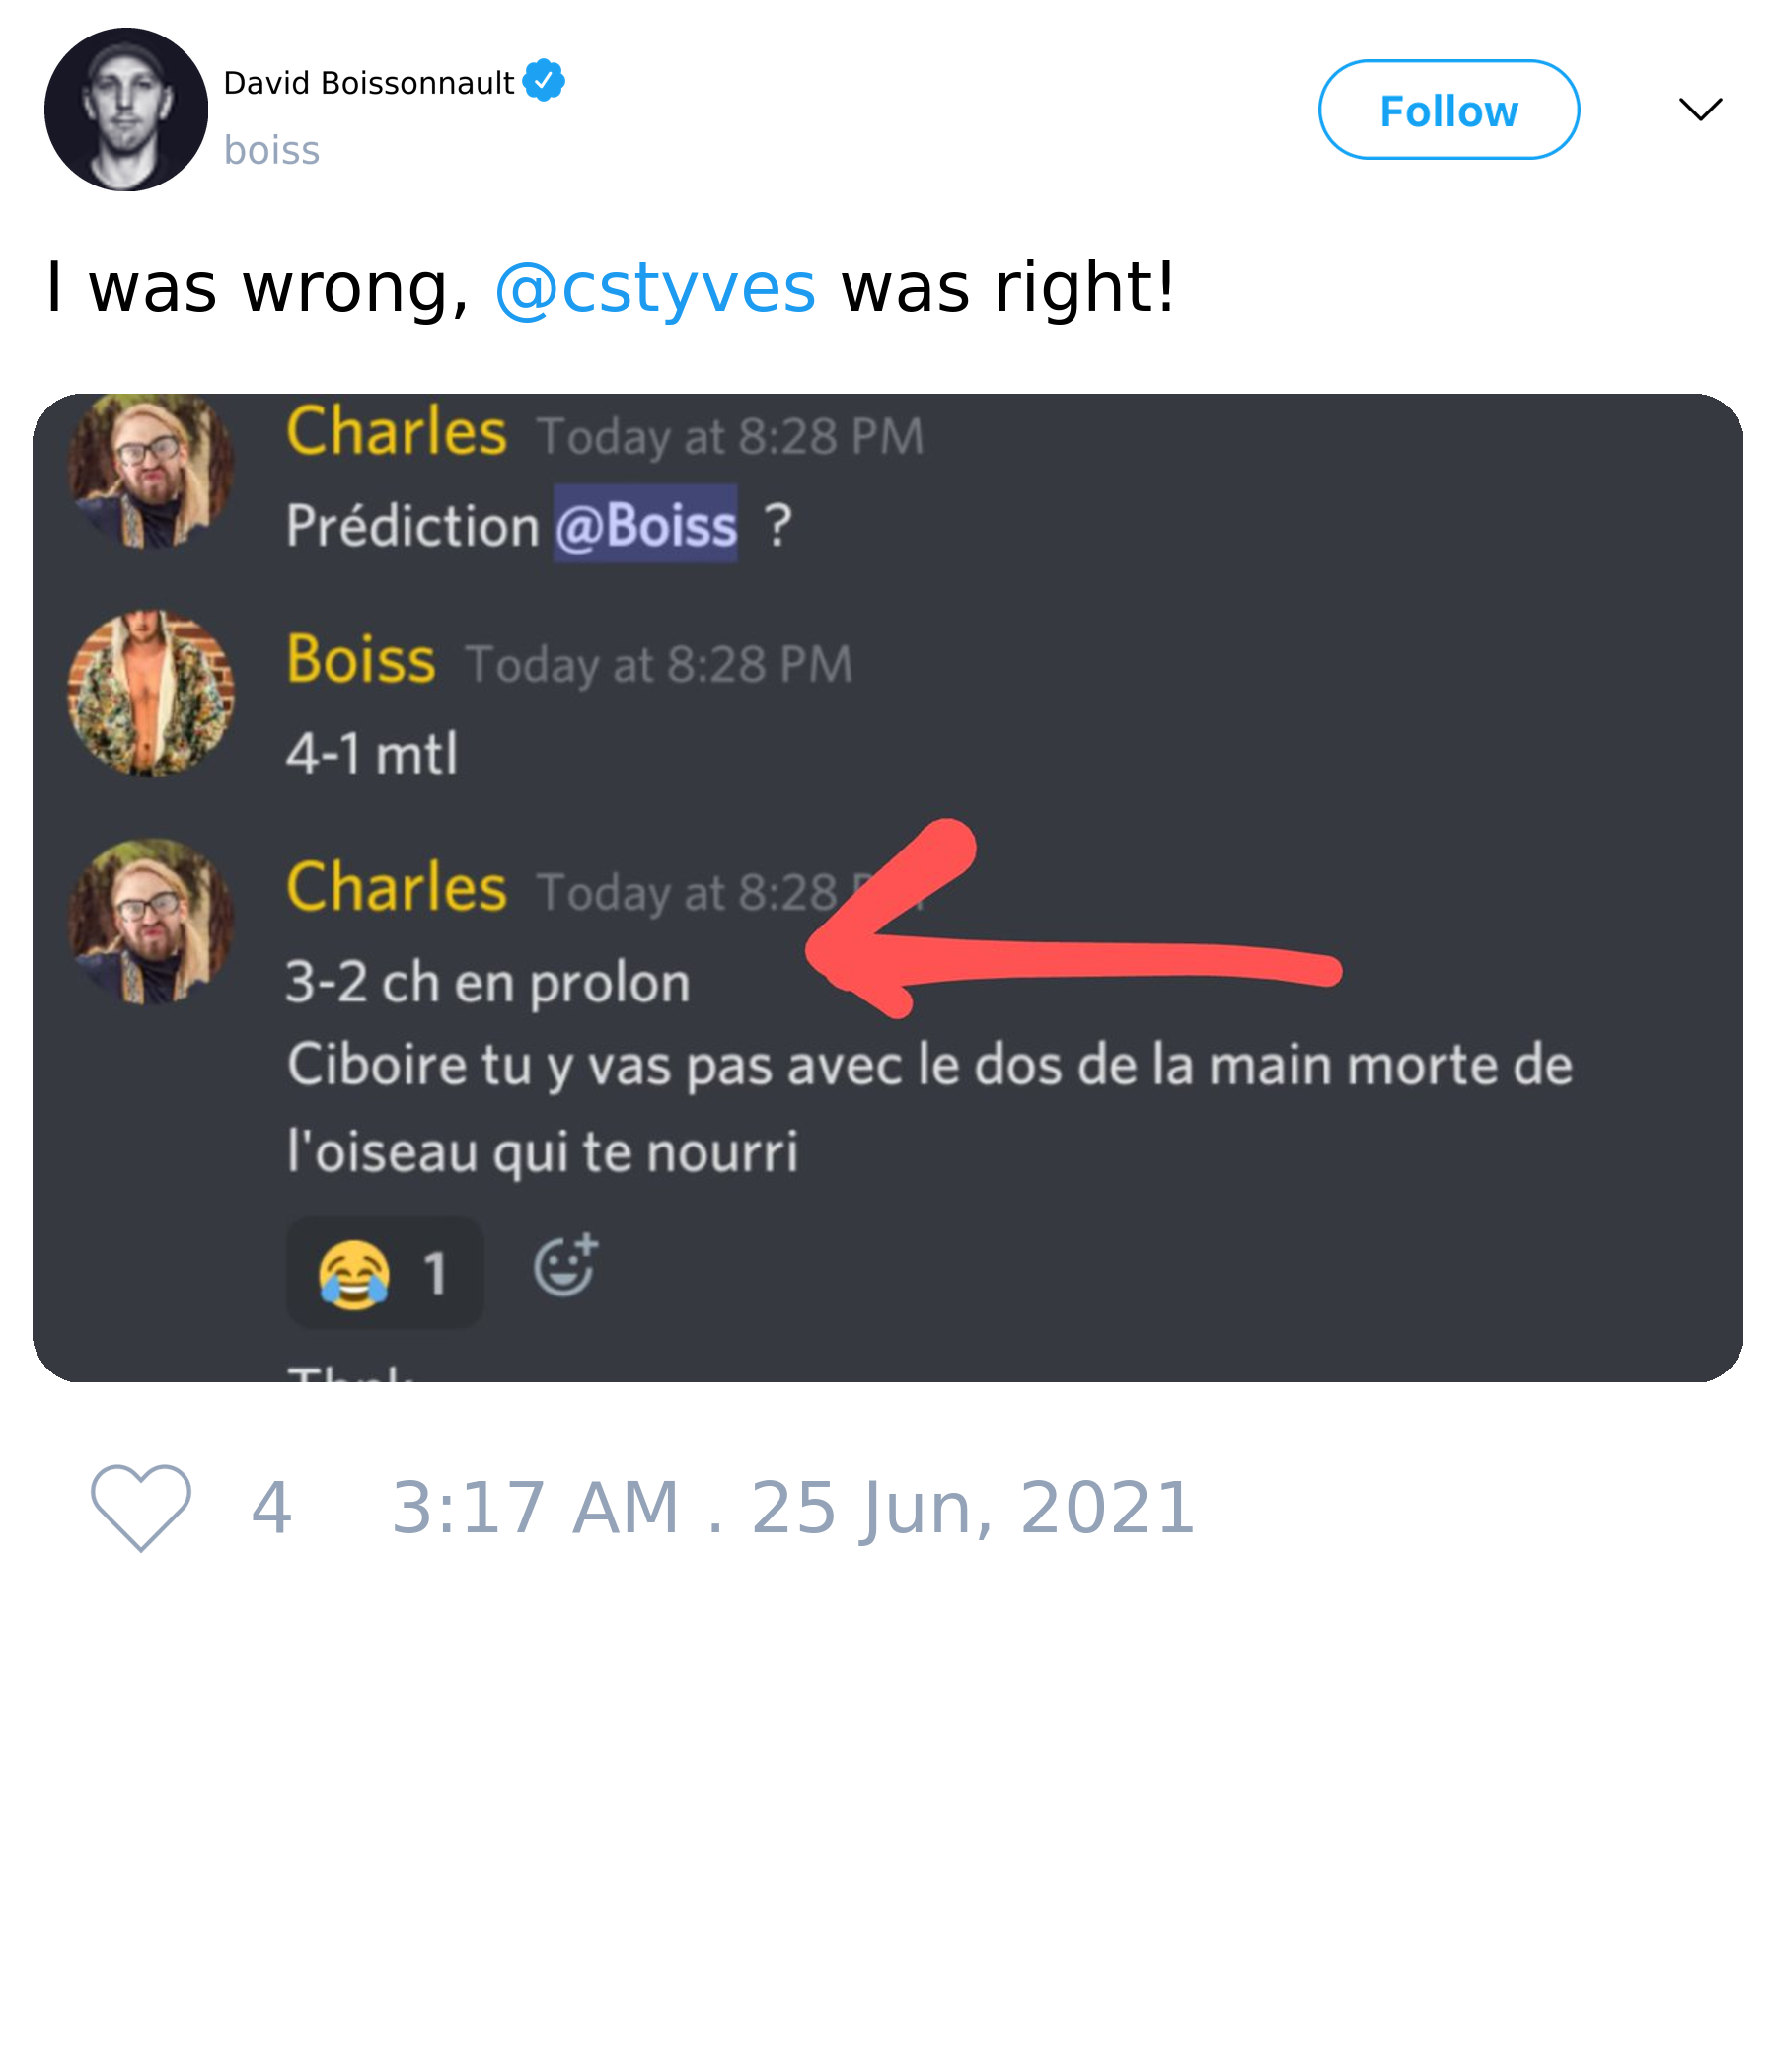 David Boissonnault
boiss
Follow
I was wrong, @cstyves was right!
Charles Today at 8:28 PM
Prédiction @Boiss ?
Boiss Today at 8:28 PM
4-1 mtl
Charles Today at 8:28
3-2 ch en prolon
Ciboire tu y vas pas avec le dos de la main morte de
l'oiseau qui te nourri
😂 1
4 3:17 AM . 25 Jun, 2021